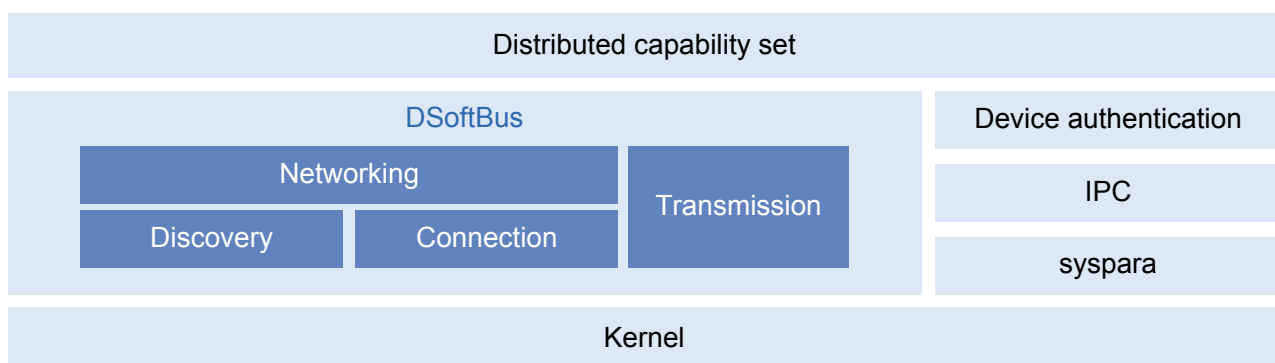 Distributed capability set
DSoftBus
Networking
Discovery
Connection
Transmission
Device authentication
IPC
syspara
Kernel